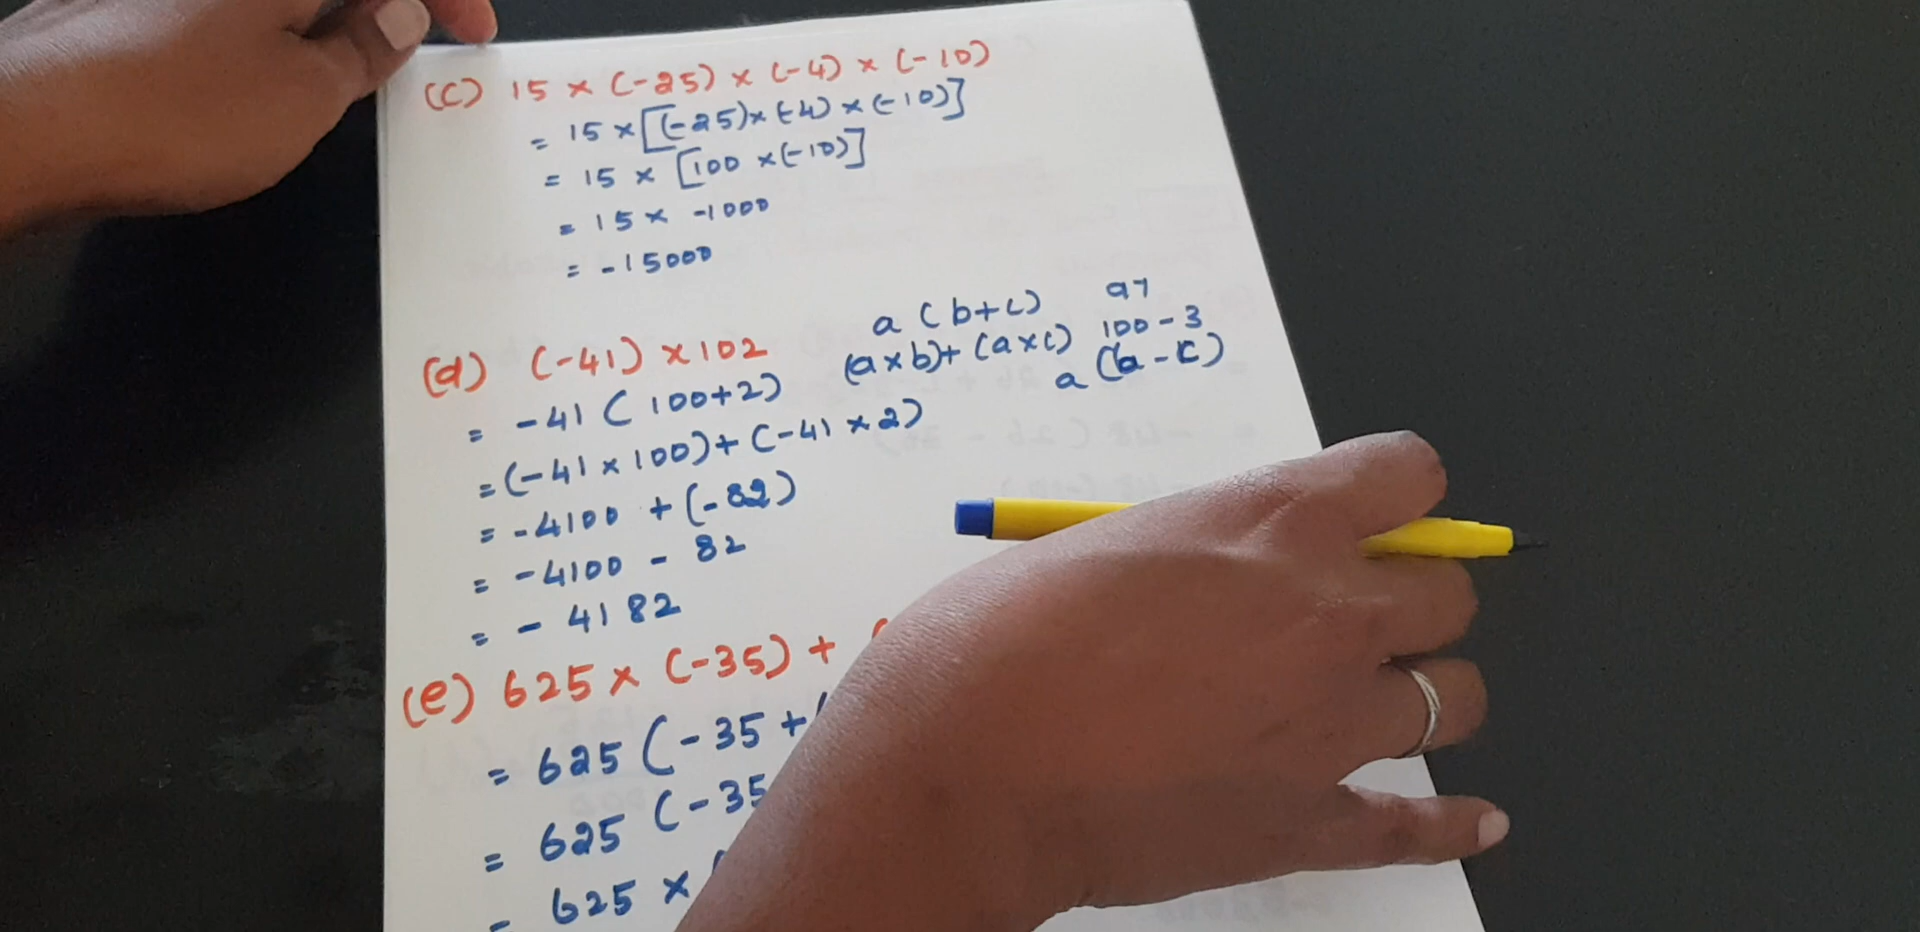 (c) 15 × (-25) × (-4) × (-10)
= 15 × [(-25) × (-4) × (-10)]
= 15 × [100 × (-10)]
= 15 × -1000
= -15000
a (b+c)
(a×b)+ (a×c)
97
100 - 3
a (a - c)
(d) (-41) × 102
= -41 ( 100+2)
= (-41 × 100) + (-41 × 2)
= -4100 + (-82)
= -4100 - 82
= - 4182
(e) 625 × (-35) + (
= 625 (-35 + (
= 625 (-35
= 625 × (